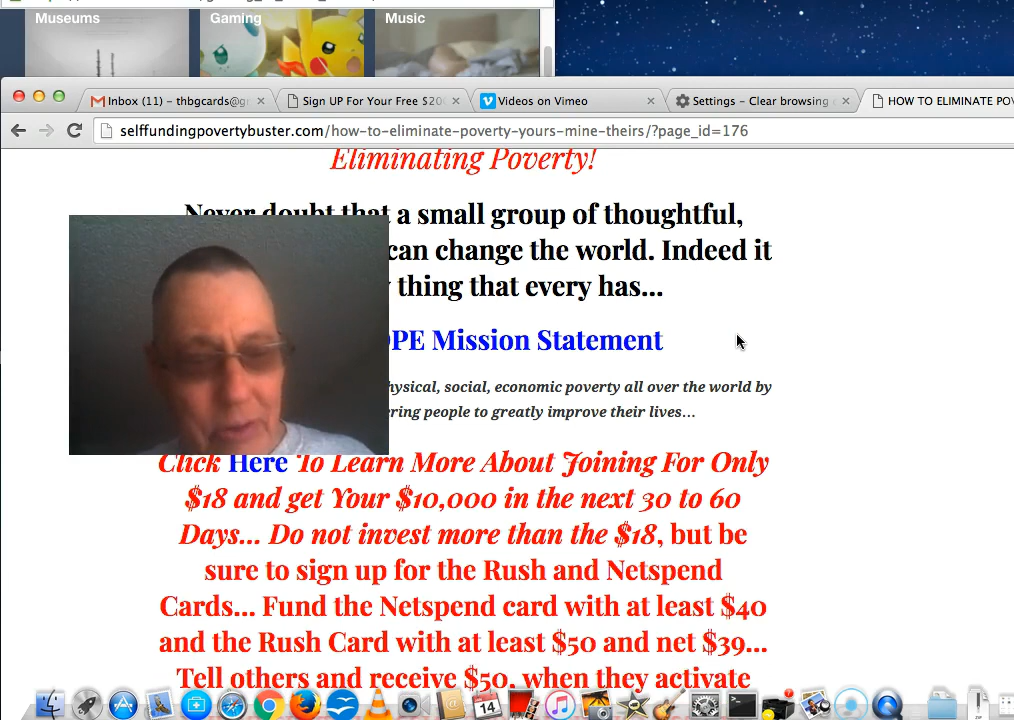 Museums
Gaming
Music
Inbox (11) - thbgcards@g
Sign UP For Your Free $20
Videos on Vimeo
Settings - Clear browsing
HOW TO ELIMINATE POV
selffundingpovertybuster.com/how-to-eliminate-poverty-yours-mine-theirs/?page_id=176
Eliminating Poverty!
Never doubt that a small group of thoughtful,
can change the world. Indeed it
thing that every has...
OPE Mission Statement
hysical, social, economic poverty all over the world by
ering people to greatly improve their lives...
Click Here To Learn More About Joining For Only
$18 and get Your $10,000 in the next 30 to 60
Days... Do not invest more than the $18, but be
sure to sign up for the Rush and Netspend
Cards... Fund the Netspend card with at least $40
and the Rush Card with at least $50 and net $39...
Tell others and receive $50, when they activate
14